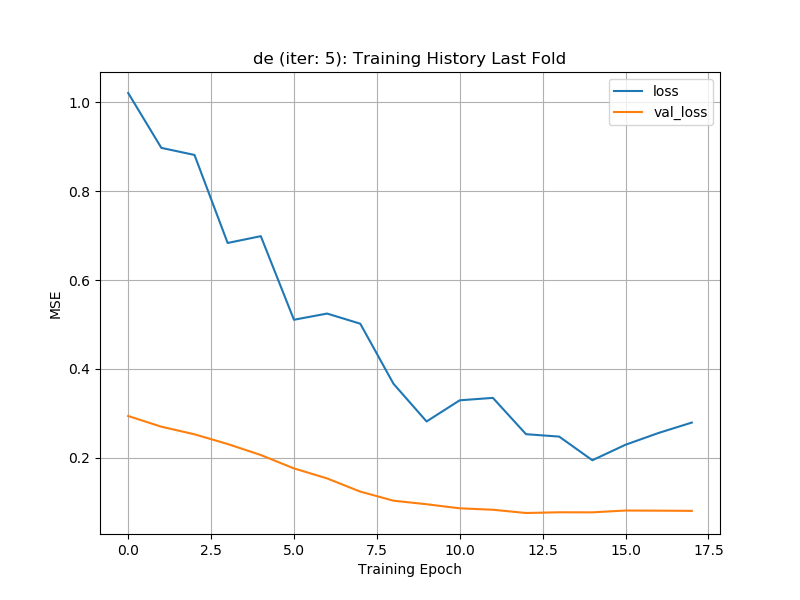 de (iter: 5): Training History Last Fold
loss
val_loss
1.0
0.8
0.6
0.4
0.2
MSE
0.0
2.5
5.0
7.5
10.0
12.5
15.0
17.5
Training Epoch